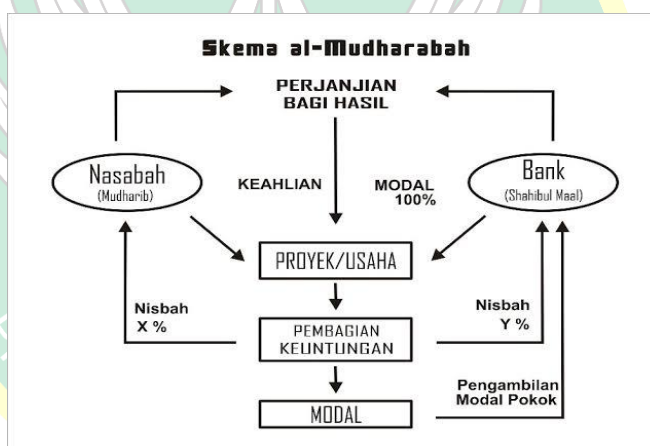 Skema al-Mudharabah
PERJANJIAN
BAGI HASIL
Nasabah
(Mudharib)
KEAHLIAN
MODAL
100%
Bank
(Shahibul Maal)
PROYEK/USAHA
Nisbah
X %
PEMBAGIAN
KEUNTUNGAN
Nisbah
Y %
MODAL
Pengambilan
Modal Pokok